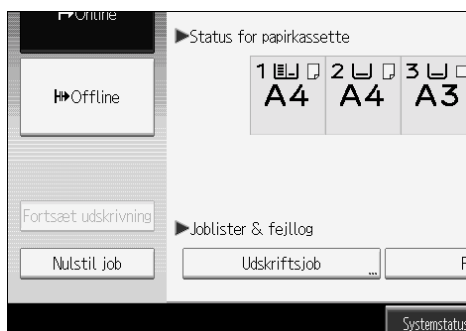 Online
▶Status for papirkassette
1 2 3
A4 A4 A3
Offline
Fortsæt udskrivning
▶Joblister & fejllog
Nulstil job
Udskriftsjob ...
F
Systemstatus